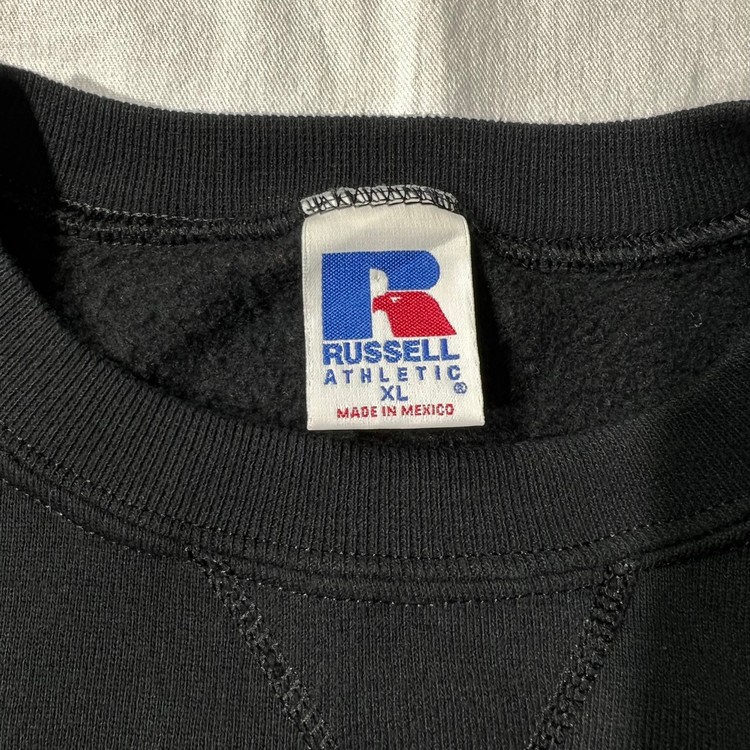 RUSSELL
ATHLETIC ®
XL
MADE IN MEXICO